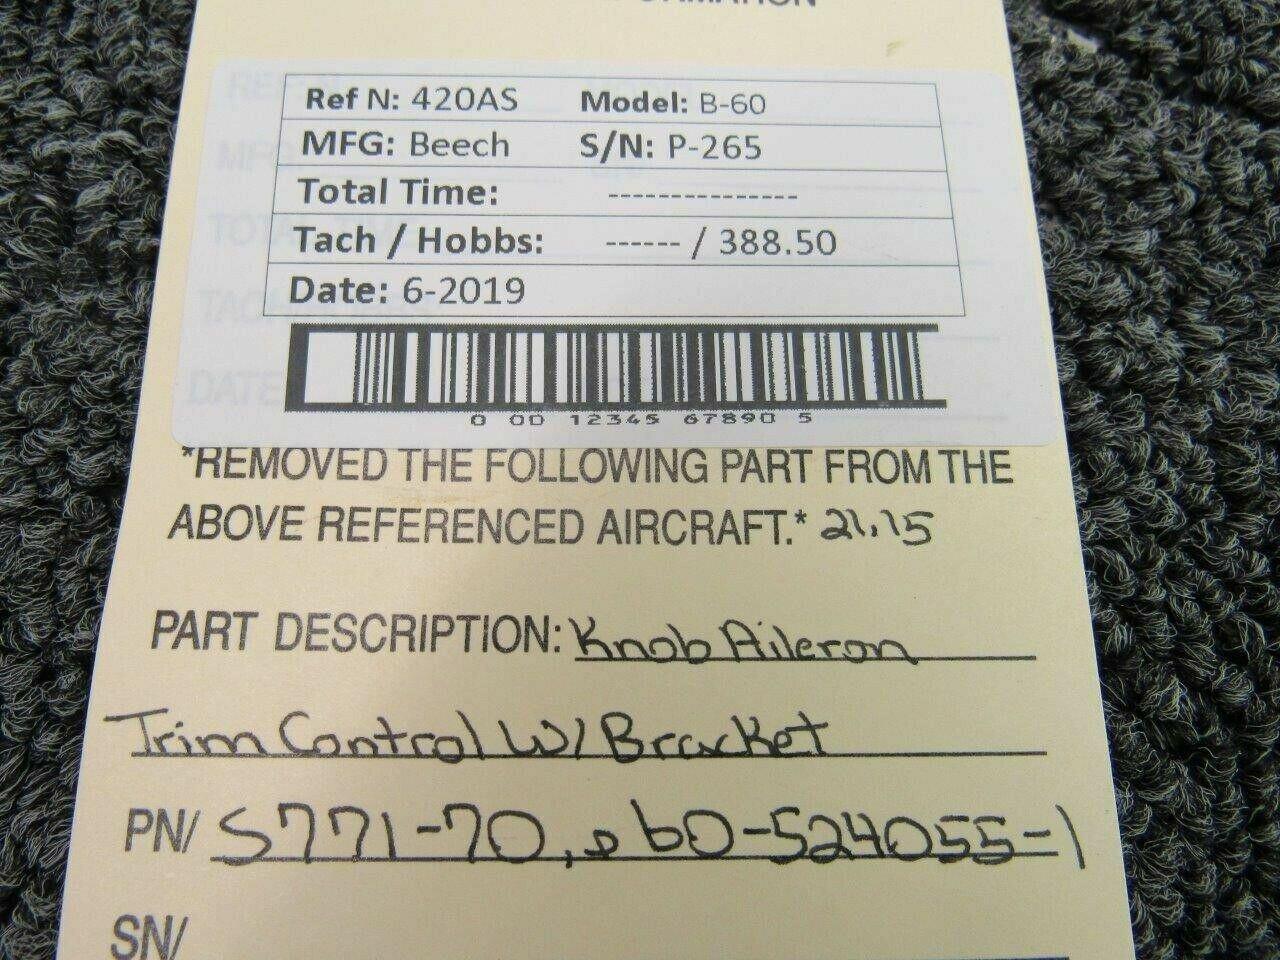 Ref N: 420AS Model: B-60
MFG: Beech S/N: P-265
Total Time: --------------
Tach / Hobbs: ------ / 388.50
Date: 6-2019
0 00 12345 67890 5
*REMOVED THE FOLLOWING PART FROM THE
ABOVE REFERENCED AIRCRAFT.* 21.15
PART DESCRIPTION: Knob Aileron
Trim Control W/ Bracket
PN/ S771-70, 60-524055-1
SN/